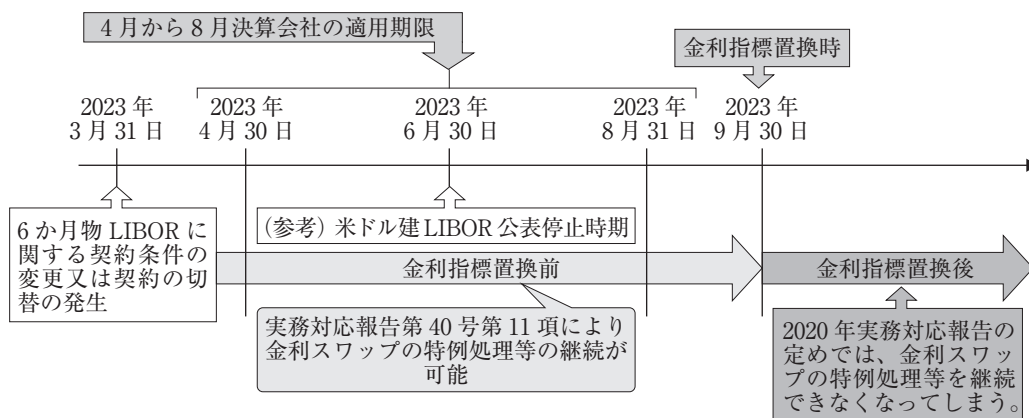 4月から8月決算会社の適用期限
金利指標置換時
2023年
3月31日
2023年
4月30日
2023年
6月30日
2023年
8月31日
2023年
9月30日
6か月物LIBORに
関する契約条件の
変更又は契約の切
替の発生
(参考)米ドル建LIBOR公表停止時期
金利指標置換前
金利指標置換後
実務対応報告第40号第11項により
金利スワップの特例処理等の継続が
可能
2020年実務対応報告の
定めでは、金利スワッ
プの特例処理等を継続
できなくなってしまう。